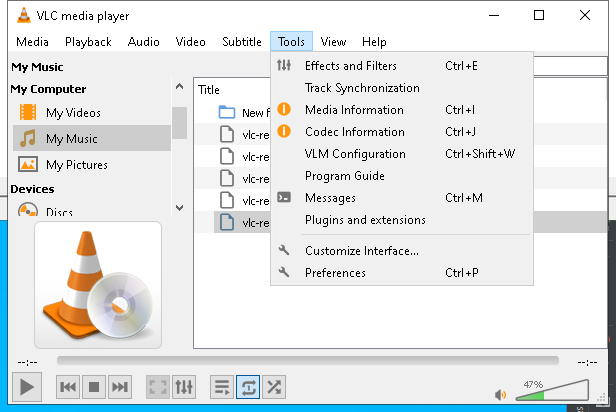 VLC media player
Media Playback Audio Video Subtitle Tools View Help
My Music
My Computer
My Videos
My Music
My Pictures
Devices
Discs
Title
New f
vlc-re
vlc-re
vlc-re
vlc-re
vlc-re
Effects and Filters Ctrl+E
Track Synchronization
Media Information Ctrl+I
Codec Information Ctrl+J
VLM Configuration Ctrl+Shift+W
Program Guide
Messages Ctrl+M
Plugins and extensions
Customize Interface...
Preferences Ctrl+P
--:-- --:--
47%